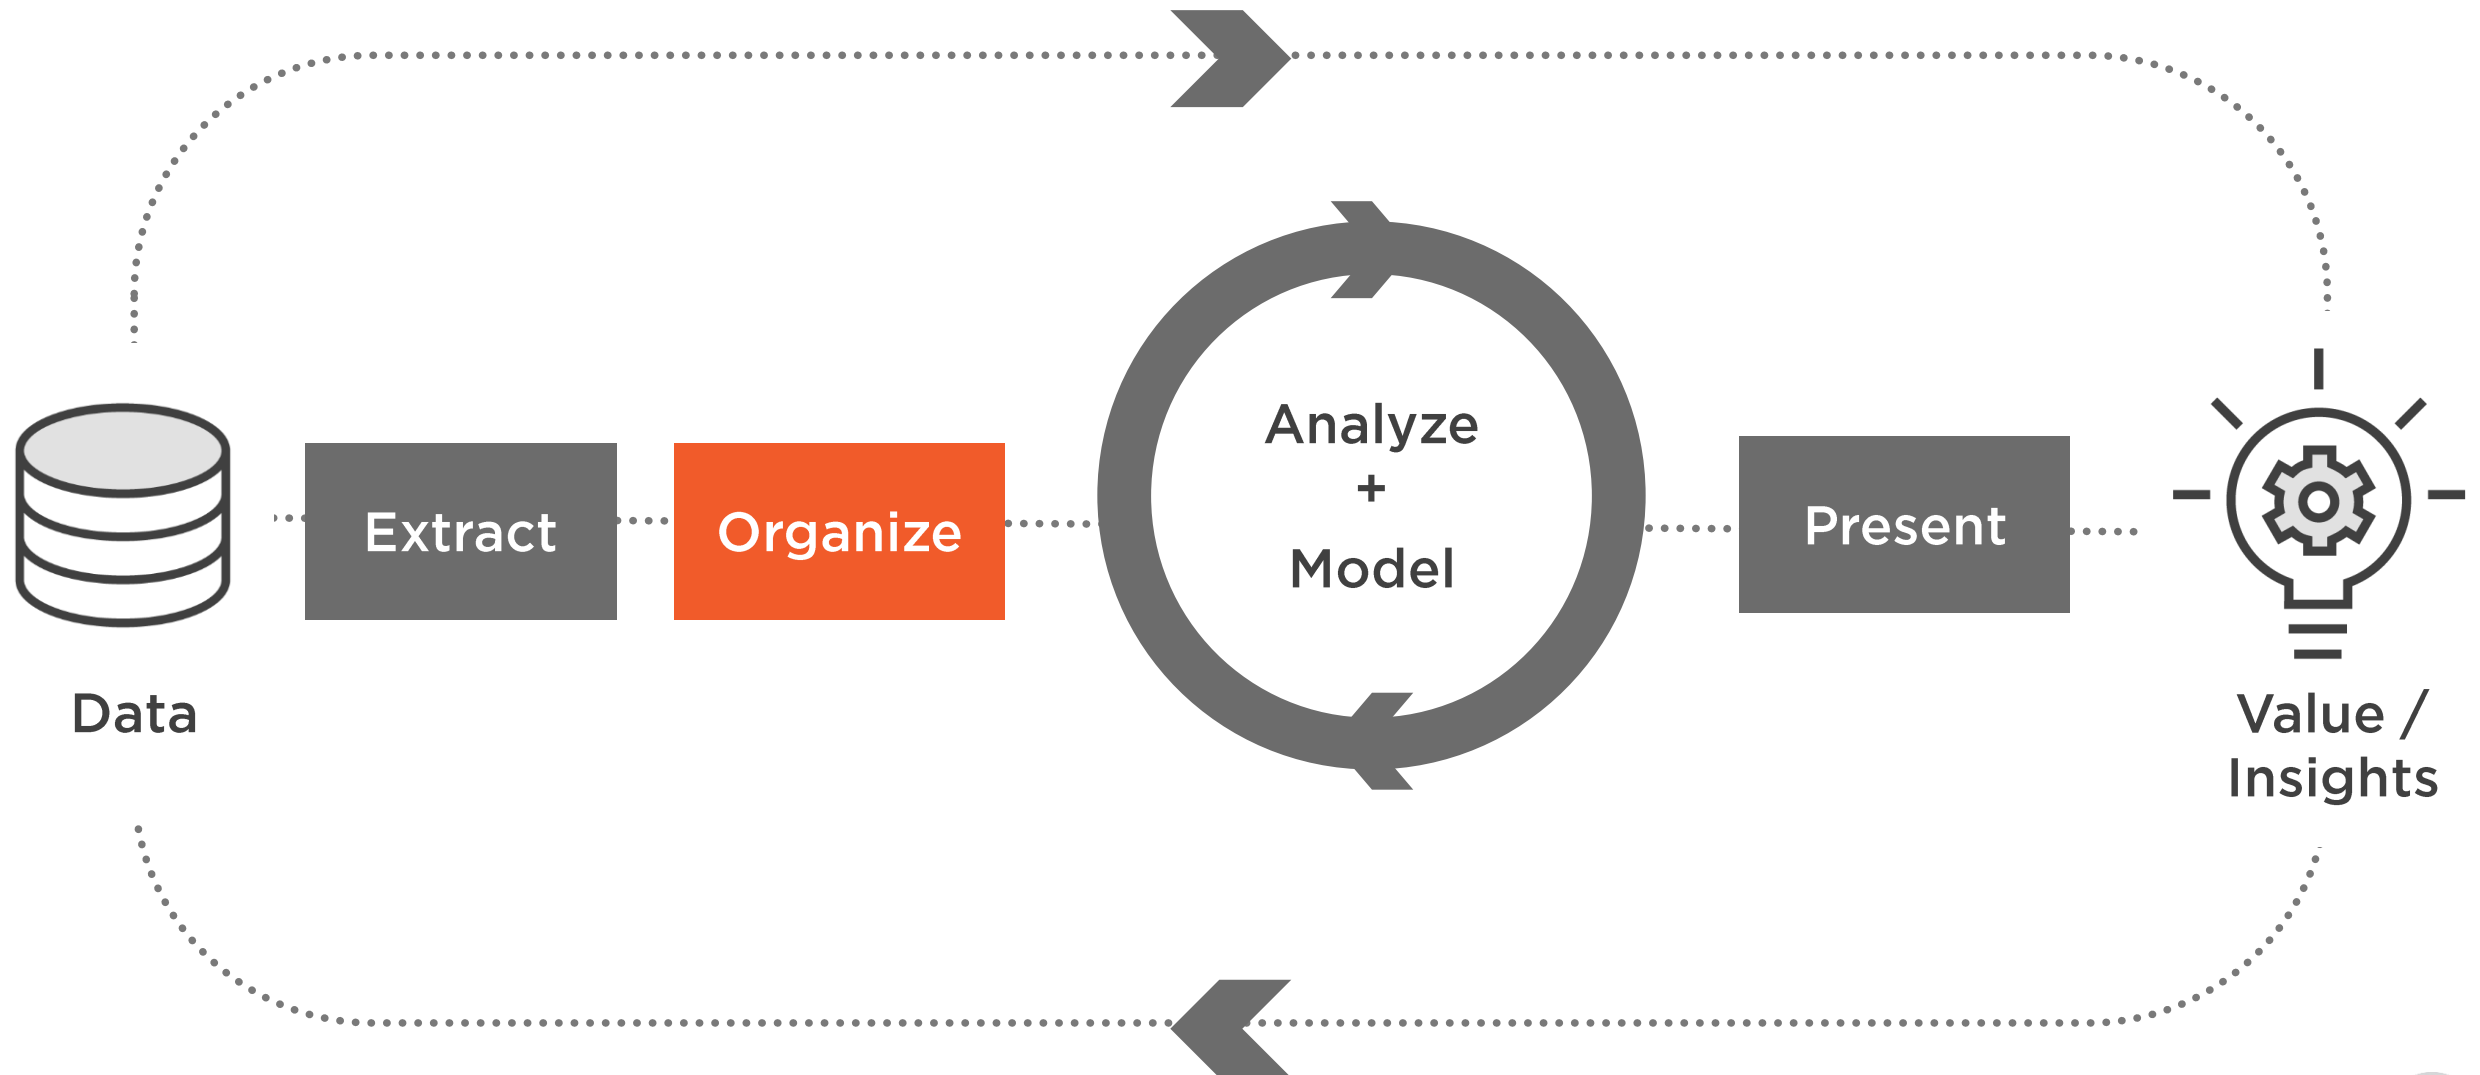 Data
Extract
Organize
Analyze
+
Model
Present
Value /
Insights